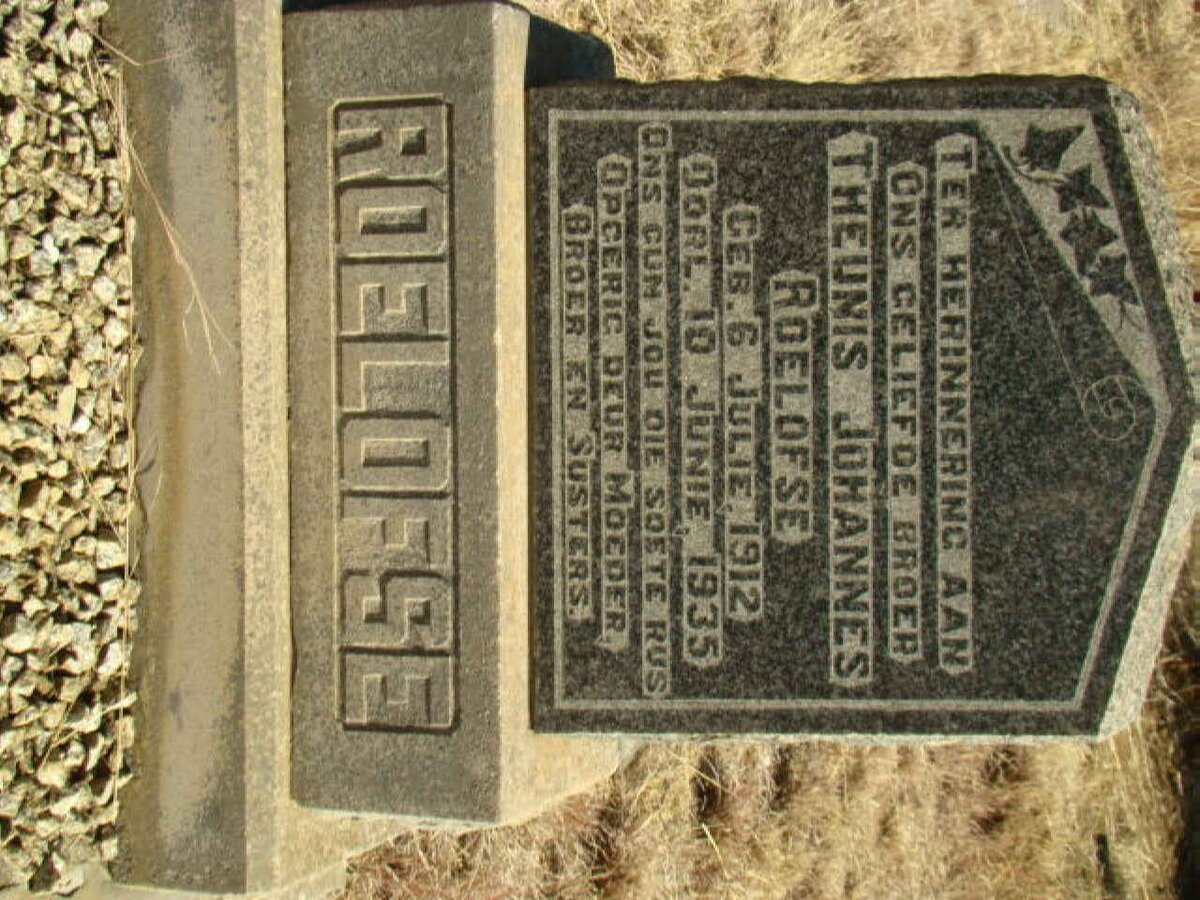 TER HERINNERING AAN
ONS GELIEFDE BROER
THEUNIS JOHANNES
ROELOFSE
GEB. 6 JULIE 1912
OORL. 10 JUNIE 1935
ONS GUN JOU DIE SOETE RUS
OPGERIG DEUR MOEDER,
BROER EN SUSTERS.
ROELOFSE